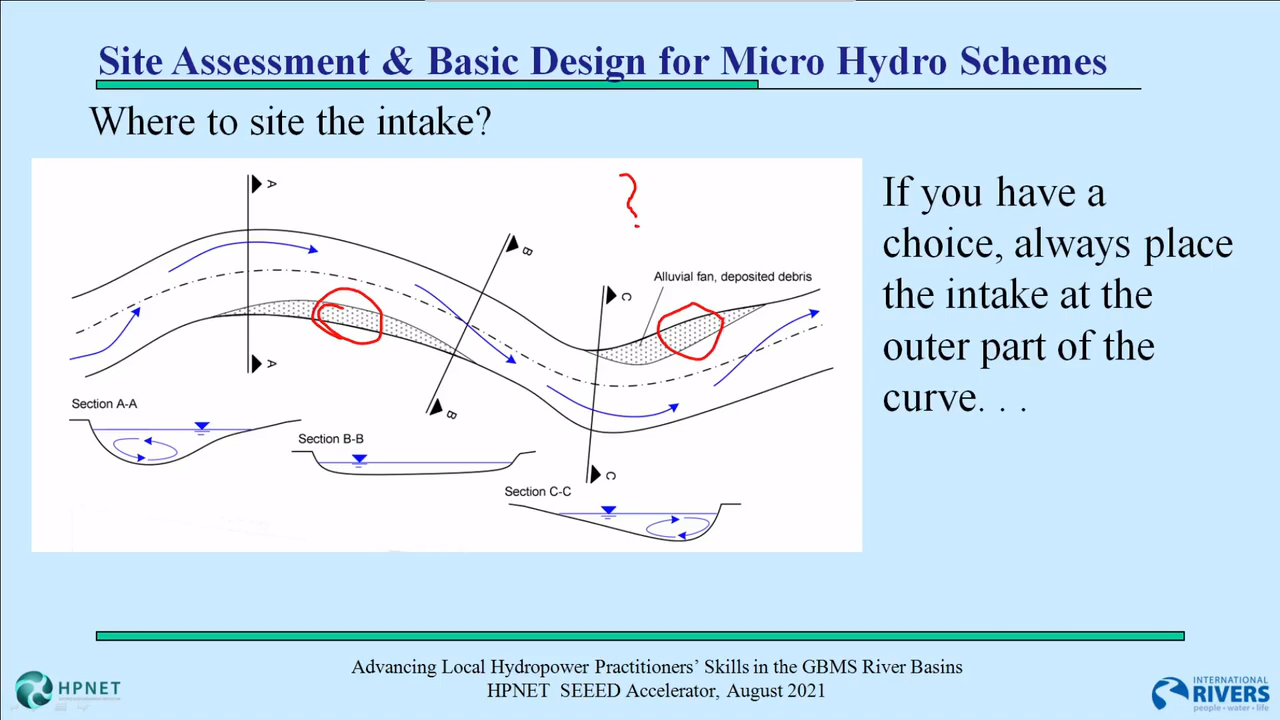 Site Assessment & Basic Design for Micro Hydro Schemes
Where to site the intake?
A
B
?
Alluvial fan, deposited debris
C
A
B
C
Section A-A
Section B-B
Section C-C
If you have a
choice, always place
the intake at the
outer part of the
curve. . .
Advancing Local Hydropower Practitioners' Skills in the GBMS River Basins
HPNET SEEED Accelerator, August 2021
HPNET
INTERNATIONAL
RIVERS
people • water • life